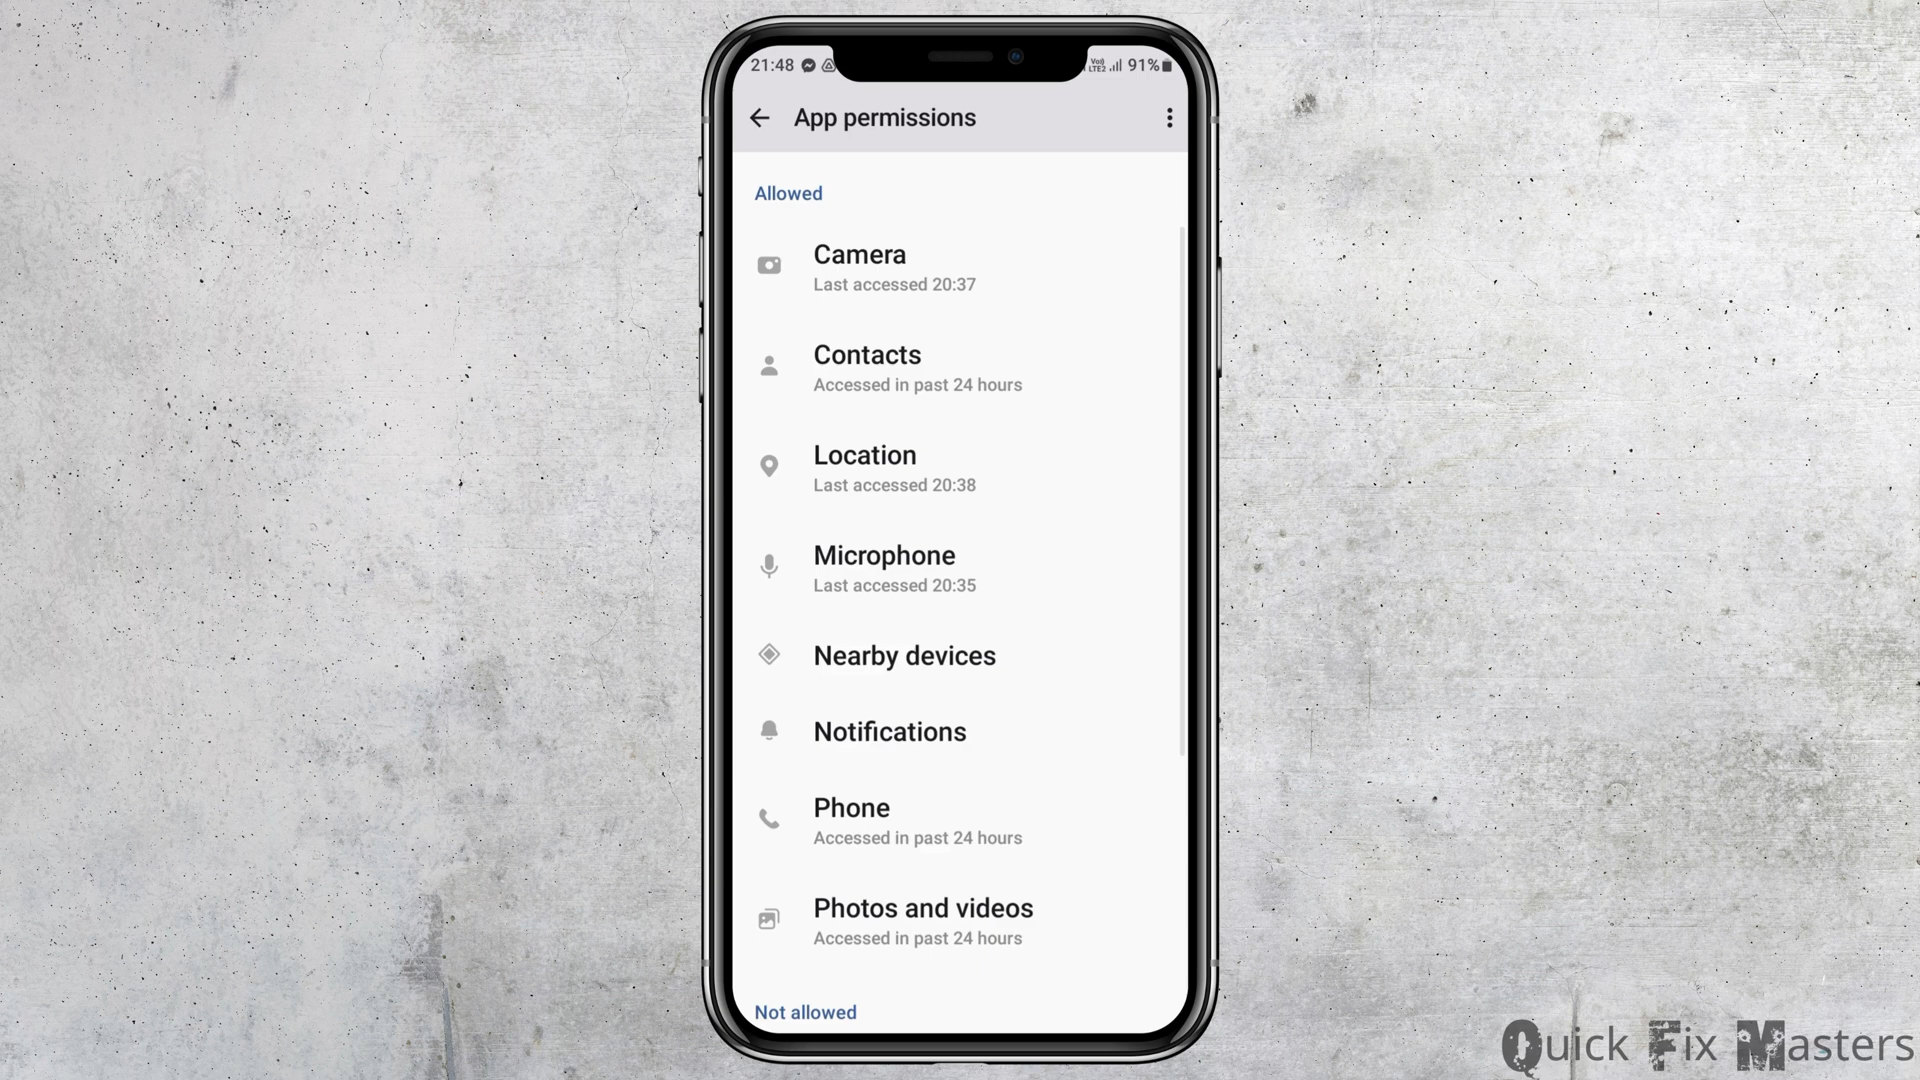 21:48
Vo))
LTE2
91%
App permissions
Allowed
Camera
Last accessed 20:37
Contacts
Accessed in past 24 hours
Location
Last accessed 20:38
Microphone
Last accessed 20:35
Nearby devices
Notifications
Phone
Accessed in past 24 hours
Photos and videos
Accessed in past 24 hours
Not allowed
Quick Fix Masters